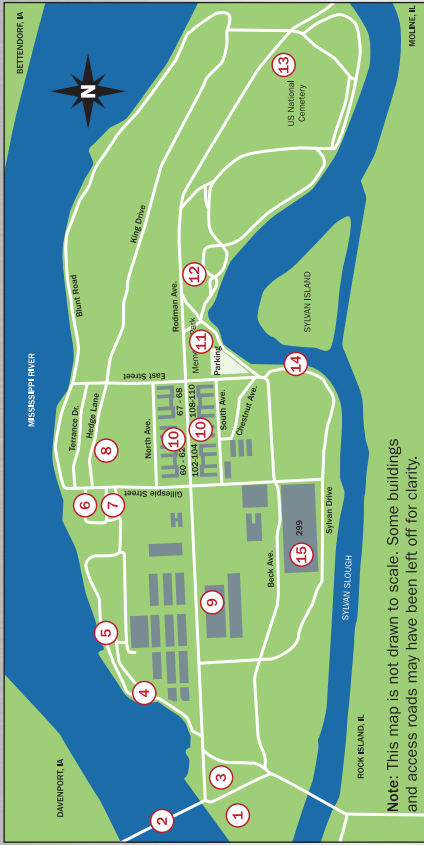 BETTENDORF, IA
MISSISSIPPI RIVER
DAVENPORT, IA
N
Blunt Road
King Drive
Terrance Dr.
Hedge Lane
East Street
Gillespie Street
North Ave.
Rodman Ave.
60 - 62
67 - 68
102-104
108-110
South Ave.
Chestnut Ave.
Parking
Beck Ave.
299
Sylvan Drive
SYLVAN SLOUGH
SYLVAN ISLAND
US National
Cemetery
MOLINE, IL
ROCK ISLAND, IL
1
2
3
4
5
6
7
8
9
10
10
11
12
13
14
15
Note: This map is not drawn to scale. Some buildings
and access roads may have been left off for clarity.